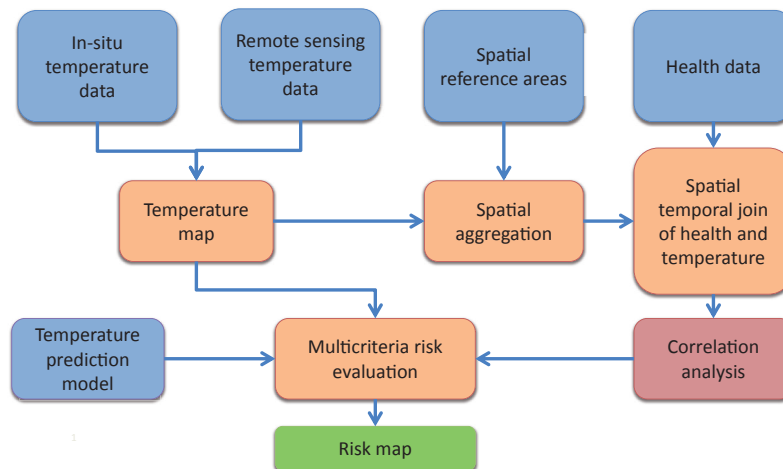 In-situ
temperature
data
Remote sensing
temperature
data
Spatial
reference areas
Health data
Temperature
map
Spatial
aggregation
Spatial
temporal join
of health and
temperature
Temperature
prediction
model
Multicriteria risk
evaluation
Correlation
analysis
1
Risk map